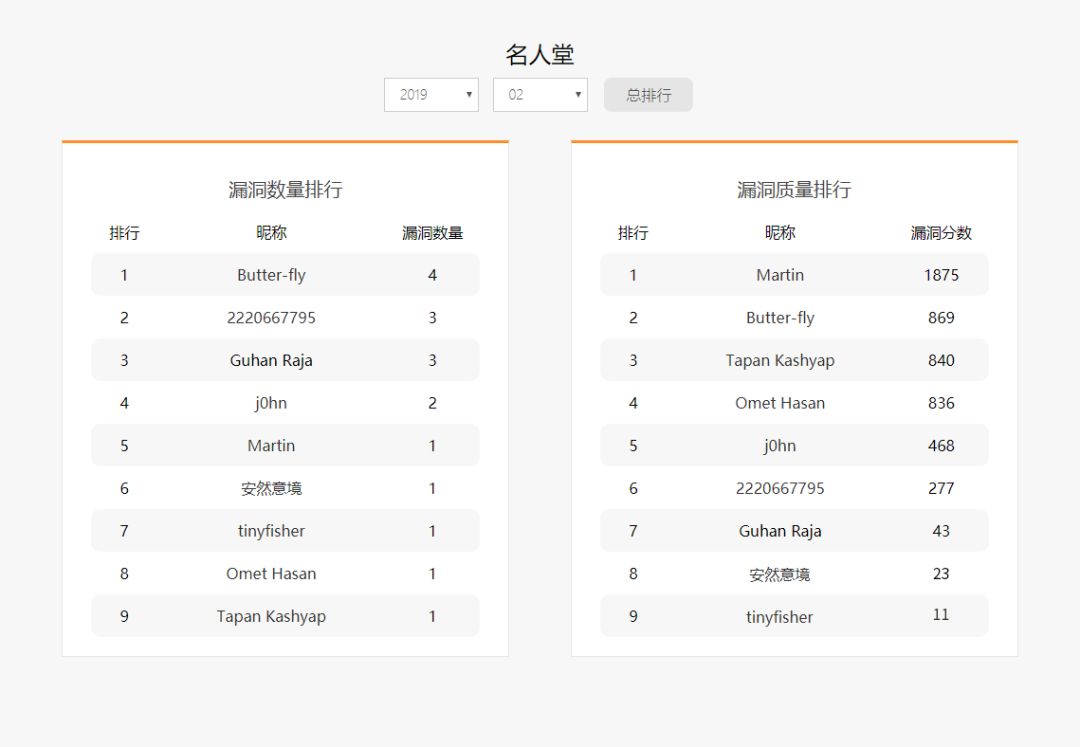 名人堂
2019 02 总排行
漏洞数量排行
排行 昵称 漏洞数量
1 Butter-fly 4
2 2220667795 3
3 Guhan Raja 3
4 j0hn 2
5 Martin 1
6 安然意境 1
7 tinyfisher 1
8 Omet Hasan 1
9 Tapan Kashyap 1
漏洞质量排行
排行 昵称 漏洞分数
1 Martin 1875
2 Butter-fly 869
3 Tapan Kashyap 840
4 Omet Hasan 836
5 j0hn 468
6 2220667795 277
7 Guhan Raja 43
8 安然意境 23
9 tinyfisher 11